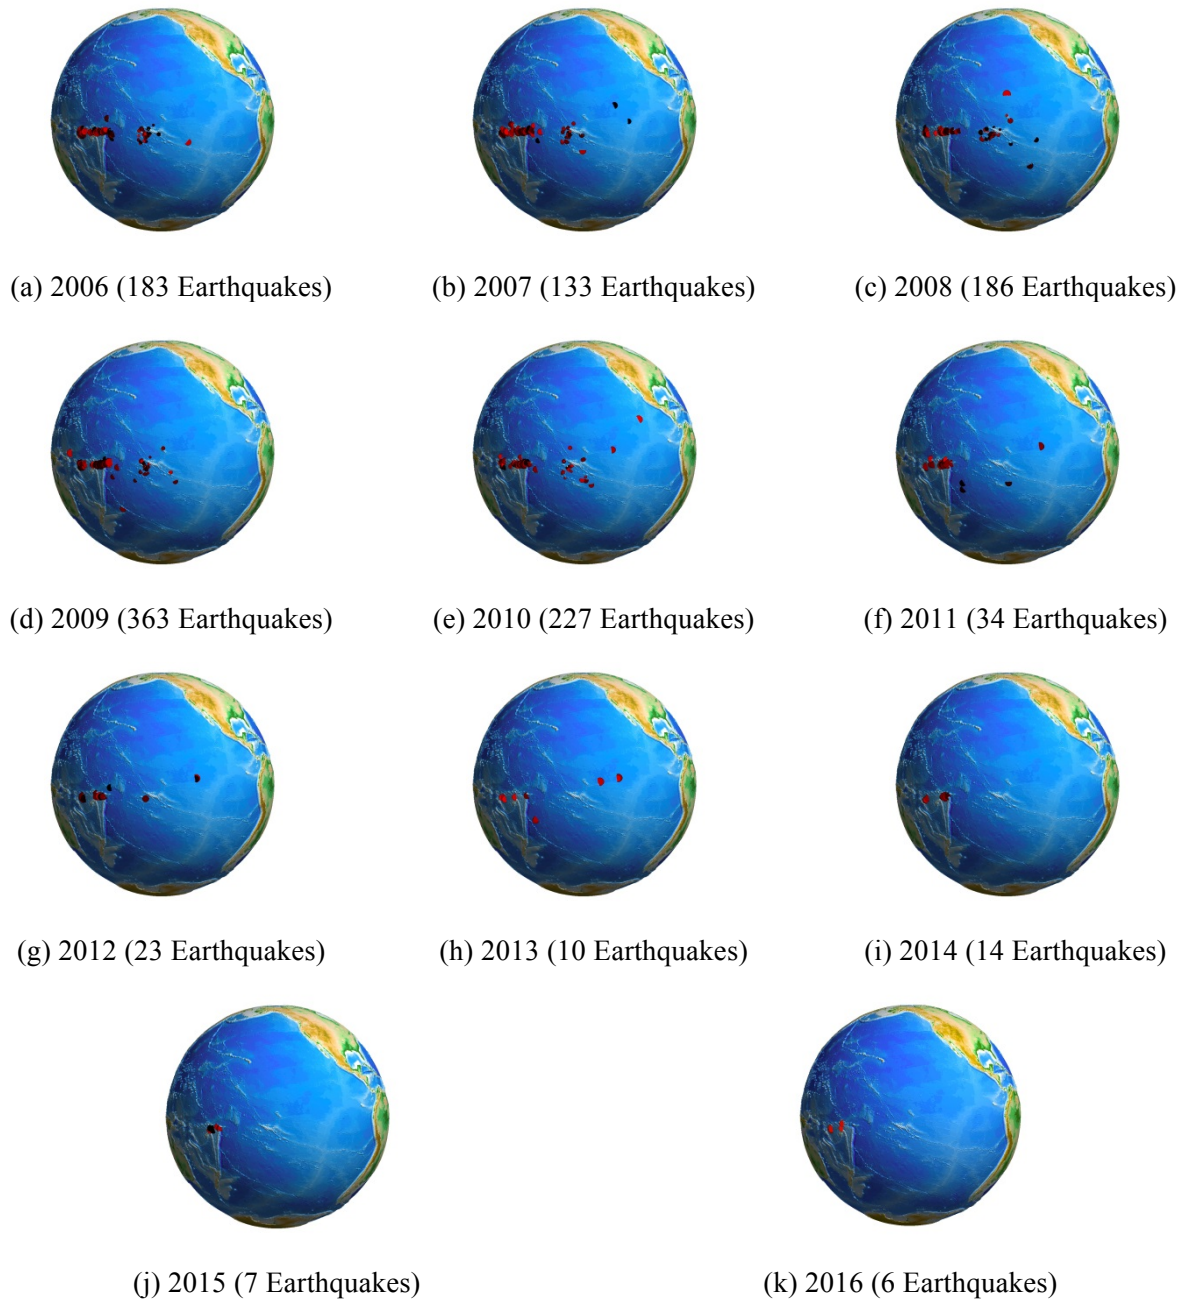 (a) 2006 (183 Earthquakes)
(b) 2007 (133 Earthquakes)
(c) 2008 (186 Earthquakes)
(d) 2009 (363 Earthquakes)
(e) 2010 (227 Earthquakes)
(f) 2011 (34 Earthquakes)
(g) 2012 (23 Earthquakes)
(h) 2013 (10 Earthquakes)
(i) 2014 (14 Earthquakes)
(j) 2015 (7 Earthquakes)
(k) 2016 (6 Earthquakes)